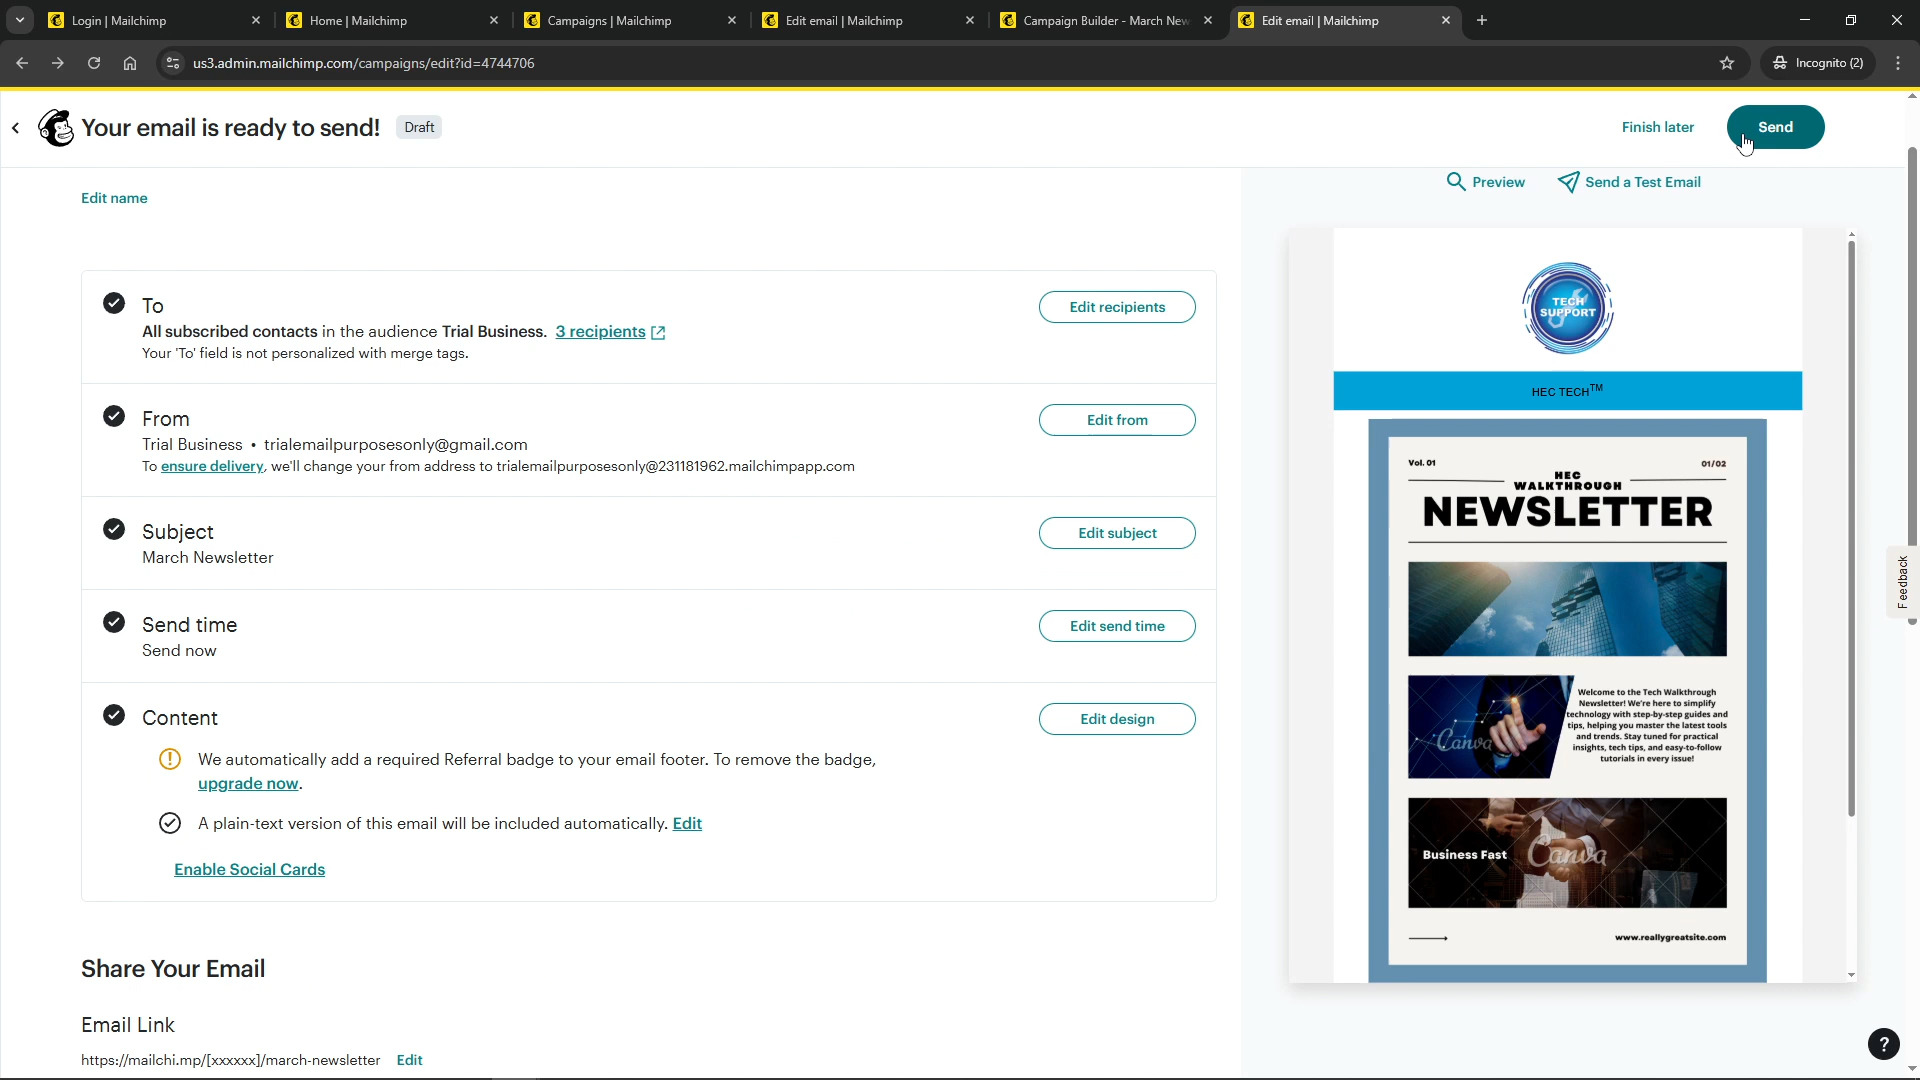 Login | Mailchimp
Home | Mailchimp
Campaigns | Mailchimp
Edit email | Mailchimp
Campaign Builder - March New
Edit email | Mailchimp
us3.admin.mailchimp.com/campaigns/edit?id=4744706
Incognito (2)
Your email is ready to send!
Draft
Finish later
Send
Edit name
Preview
Send a Test Email
To
All subscribed contacts in the audience Trial Business. 3 recipients
Your 'To' field is not personalized with merge tags.
Edit recipients
From
Trial Business • trialemailpurposesonly@gmail.com
To ensure delivery, we'll change your from address to trialemailpurposesonly@231181962.mailchimpapp.com
Edit from
Subject
March Newsletter
Edit subject
Send time
Send now
Edit send time
Content
Edit design
We automatically add a required Referral badge to your email footer. To remove the badge,
upgrade now.
A plain-text version of this email will be included automatically. Edit
Enable Social Cards
Share Your Email
Email Link
https://mailchi.mp/[xxxxxx]/march-newsletter Edit
TECH
SUPPORT
HEC TECH™
Vol. 01
01/02
HEC
WALKTHROUGH
NEWSLETTER
Welcome to the Tech Walkthrough
Newsletter! We're here to simplify
technology with step-by-step guides and
tips, helping you master the latest tools
and trends. Stay tuned for practical
insights, tech tips, and easy-to-follow
tutorials in every issue!
Canva
Business Fast
Canva
www.reallygreatsite.com
Feedback
?